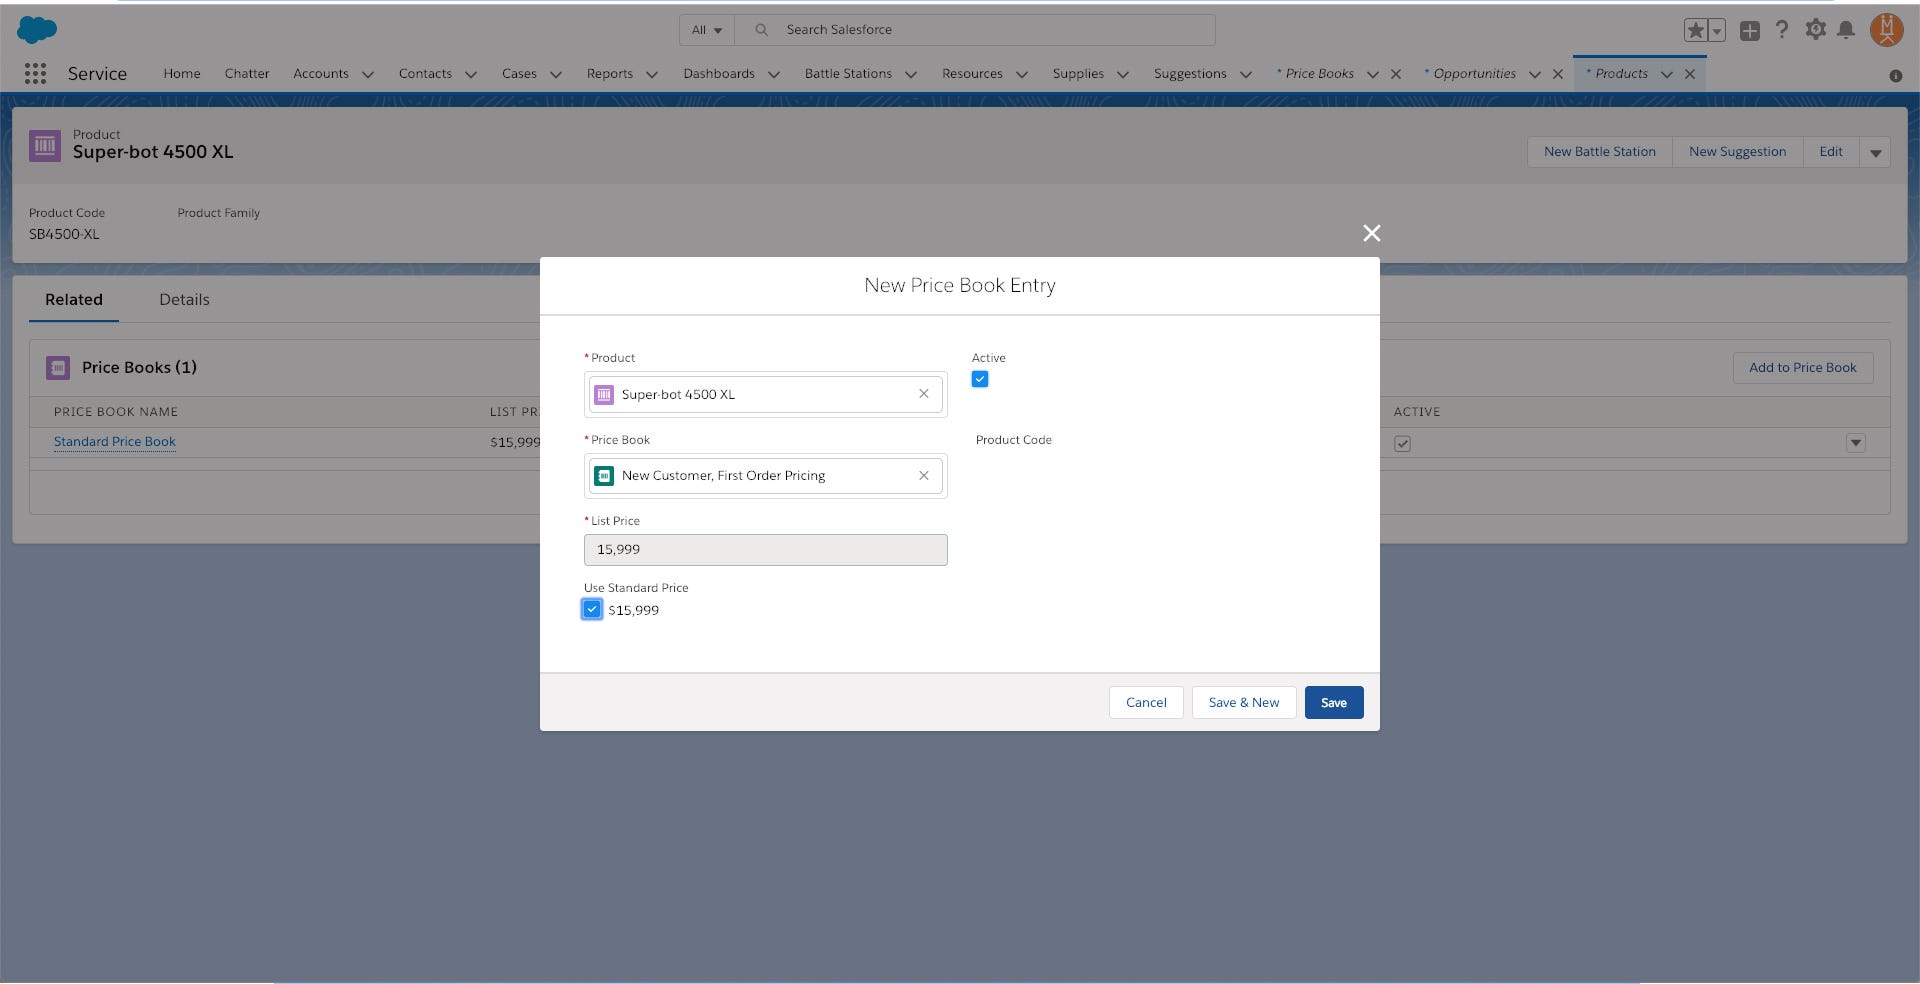 All
Search Salesforce
Service
Home
Chatter
Accounts
Contacts
Cases
Reports
Dashboards
Battle Stations
Resources
Supplies
Suggestions
* Price Books
* Opportunities
* Products
Product
Super-bot 4500 XL
New Battle Station
New Suggestion
Edit
Product Code
Product Family
SB4500-XL
Related
Details
Price Books (1)
Add to Price Book
PRICE BOOK NAME
LIST PR
ACTIVE
Standard Price Book
$15,999
New Price Book Entry
* Product
Active
Super-bot 4500 XL
* Price Book
Product Code
New Customer, First Order Pricing
* List Price
15,999
Use Standard Price
$15,999
Cancel
Save & New
Save